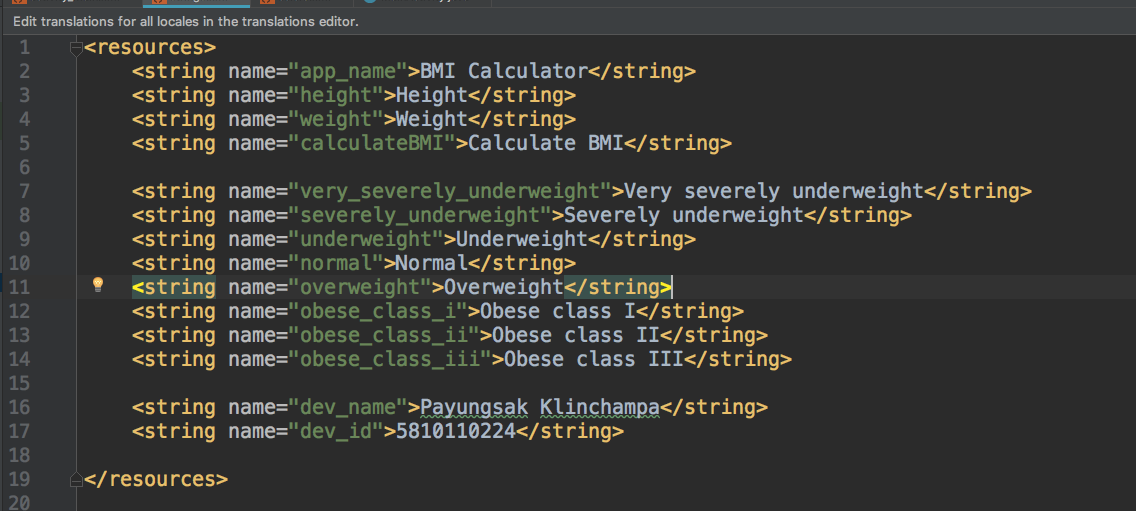 Edit translations for all locales in the translations editor.
1 <resources>
2 <string name="app_name">BMI Calculator</string>
3 <string name="height">Height</string>
4 <string name="weight">Weight</string>
5 <string name="calculateBMI">Calculate BMI</string>
6
7 <string name="very_severely_underweight">Very severely underweight</string>
8 <string name="severely_underweight">Severely underweight</string>
9 <string name="underweight">Underweight</string>
10 <string name="normal">Normal</string>
11 <string name="overweight">Overweight</string>
12 <string name="obese_class_i">Obese class I</string>
13 <string name="obese_class_ii">Obese class II</string>
14 <string name="obese_class_iii">Obese class III</string>
15
16 <string name="dev_name">Payungsak Klinchampa</string>
17 <string name="dev_id">5810110224</string>
18
19 </resources>
20